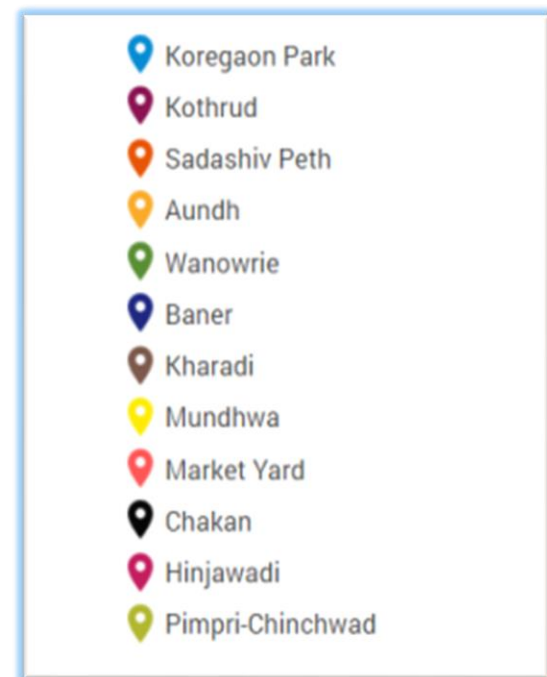 Koregaon Park
Kothrud
Sadashiv Peth
Aundh
Wanowrie
Baner
Kharadi
Mundhwa
Market Yard
Chakan
Hinjawadi
Pimpri-Chinchwad